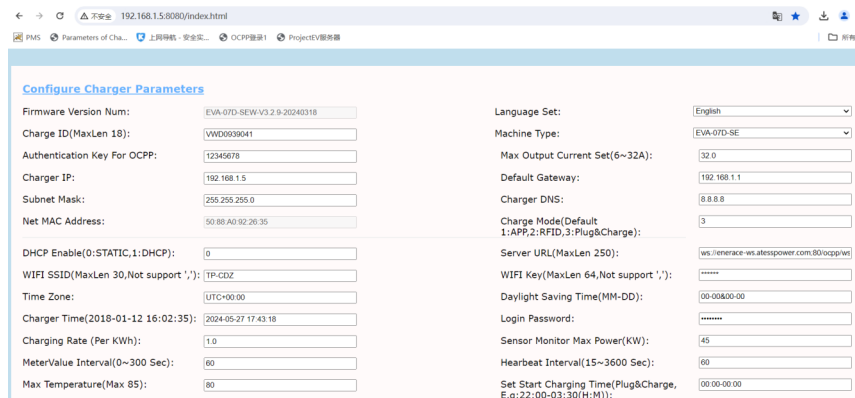 不安全 192.168.1.5:8080/index.html
PMS Parameters of Cha... 上网导航 - 安全实... OCPP登录1 ProjectEV服务器 所有
Configure Charger Parameters
Firmware Version Num: EVA-07D-SEW-V3.2.9-20240318 Language Set: English
Charge ID(MaxLen 18): VWD0939041 Machine Type: EVA-07D-SE
Authentication Key For OCPP: 12345678 Max Output Current Set(6~32A): 32.0
Charger IP: 192.168.1.5 Default Gateway: 192.168.1.1
Subnet Mask: 255.255.255.0 Charger DNS: 8.8.8.8
Net MAC Address: 50:88:A0:92:26:35 Charge Mode(Default
1:APP,2:RFID,3:Plug&Charge): 3
DHCP Enable(0:STATIC,1:DHCP): 0 Server URL(MaxLen 250): ws://enerace-ws.atesspower.com:80/ocpp/ws
WIFI SSID(MaxLen 30,Not support ','): TP-CDZ WIFI Key(MaxLen 64,Not support ','): ······
Time Zone: UTC+00:00 Daylight Saving Time(MM-DD): 00-00&00-00
Charger Time(2018-01-12 16:02:35): 2024-05-27 17:43:18 Login Password: ········
Charging Rate (Per KWh): 1.0 Sensor Monitor Max Power(KW): 45
MeterValue Interval(0~300 Sec): 60 Hearbeat Interval(15~3600 Sec): 60
Max Temperature(Max 85): 80 Set Start Charging Time(Plug&Charge, 00:00-00:00
E.g:22:00-03:30(H:M)):